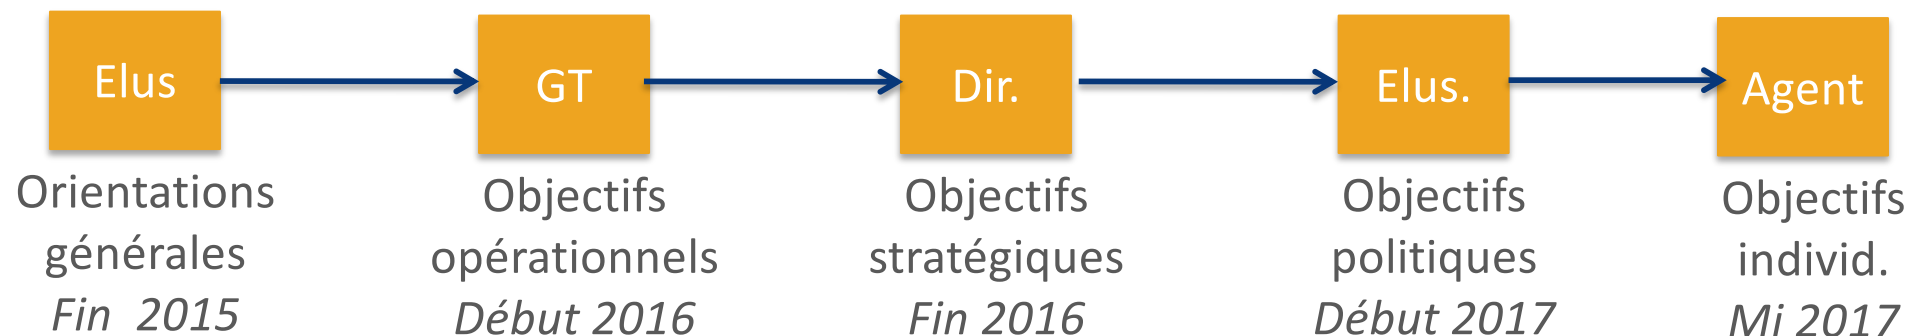 Elus
GT
Dir.
Elus.
Agent
Orientations
générales
Fin 2015
Objectifs
opérationnels
Début 2016
Objectifs
stratégiques
Fin 2016
Objectifs
politiques
Début 2017
Objectifs
individ.
Mi 2017